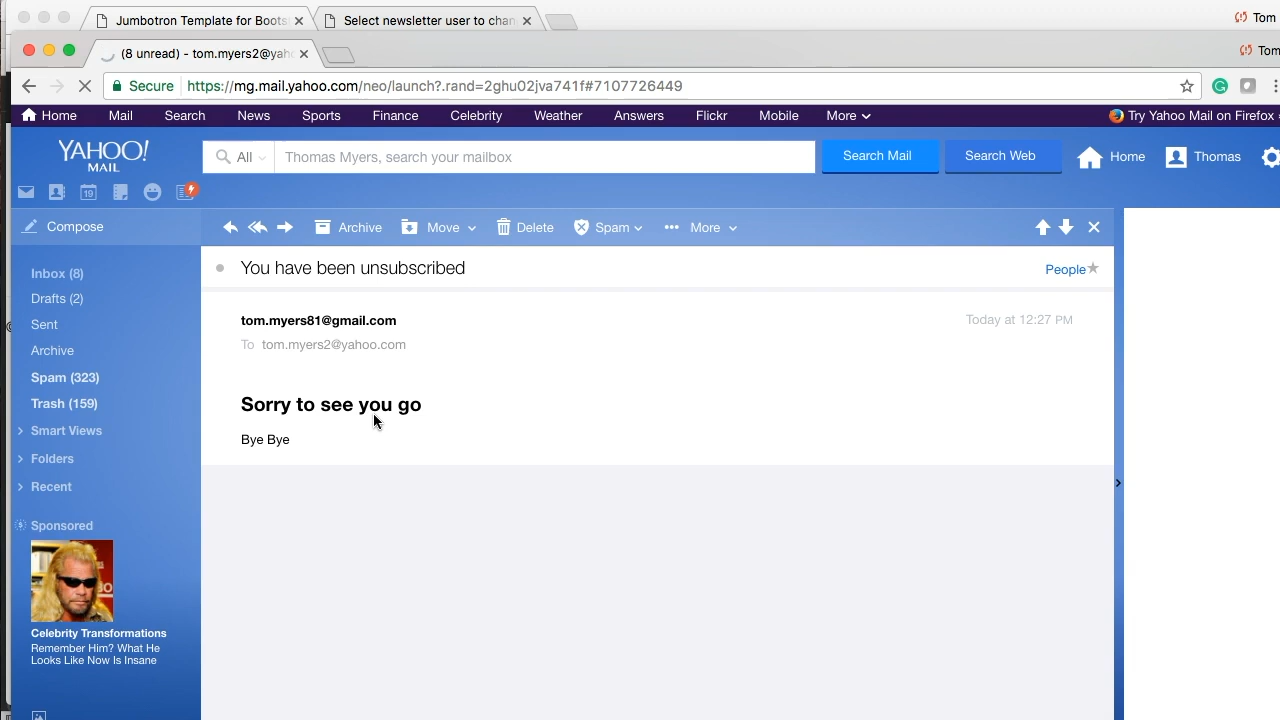 Jumbotron Template for Boots
Select newsletter user to chan
Tom
(8 unread) - tom.myers2@yaho
Tom
Secure https://mg.mail.yahoo.com/neo/launch?.rand=2ghu02jva741f#7107726449
Home Mail Search News Sports Finance Celebrity Weather Answers Flickr Mobile More Try Yahoo Mail on Firefox
YAHOO! MAIL
All Thomas Myers, search your mailbox Search Mail Search Web Home Thomas
19
Compose
Archive Move Delete Spam More
You have been unsubscribed People
Inbox (8)
Drafts (2)
Sent
Archive
Spam (323)
Trash (159)
Smart Views
Folders
Recent
tom.myers81@gmail.com Today at 12:27 PM
To tom.myers2@yahoo.com
Sorry to see you go
Bye Bye
Sponsored
Celebrity Transformations
Remember Him? What He
Looks Like Now Is Insane